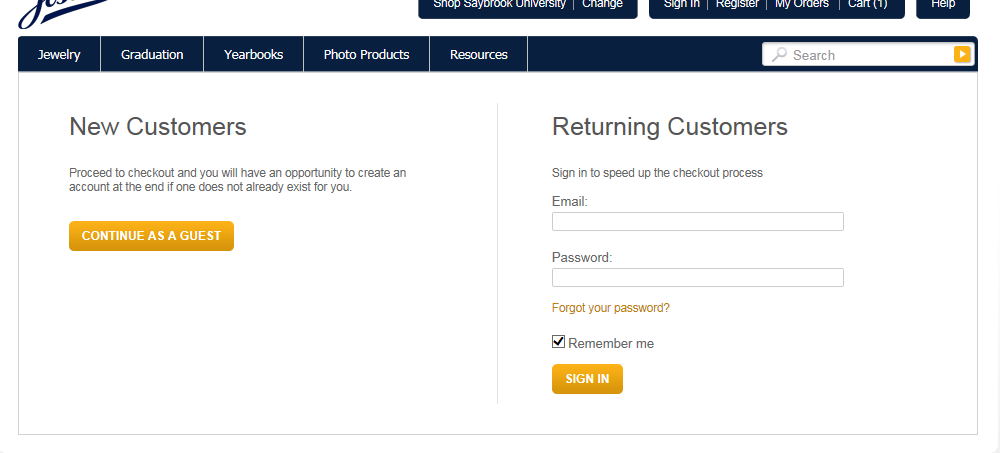 Shop Saybrook University Change Sign In Register My Orders Cart (1) Help
Jewelry Graduation Yearbooks Photo Products Resources Search
New Customers
Proceed to checkout and you will have an opportunity to create an
account at the end if one does not already exist for you.
CONTINUE AS A GUEST
Returning Customers
Sign in to speed up the checkout process
Email:
Password:
Forgot your password?
Remember me
SIGN IN